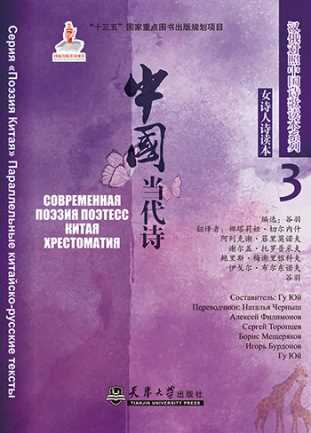 "十三五"国家重点图书出版规划项目
汉俄对照中国诗歌读本系列
女诗人诗读本
3
中國
当代诗
СОВРЕМЕННАЯ
ПОЭЗИЯ ПОЭТЕСС
КИТАЯ
ХРЕСТОМАТИЯ
Серия «Поэзия Китая» Параллельные китайско-русские тексты
编选:谷羽
翻译者:娜塔莉娅·切尔内什
阿列克谢·菲里莫诺夫
谢尔盖·托罗普采夫
鲍里斯·梅谢里雅科夫
伊戈尔·布尔东诺夫
谷羽
Составитель: Гу Юй
Переводчики: Наталья Черныш
Алексей Филимонов
Сергей Торопцев
Борис Мещеряков
Игорь Бурдонов
Гу Юй
天津大学出版社
TIANJIN UNIVERSITY PRESS